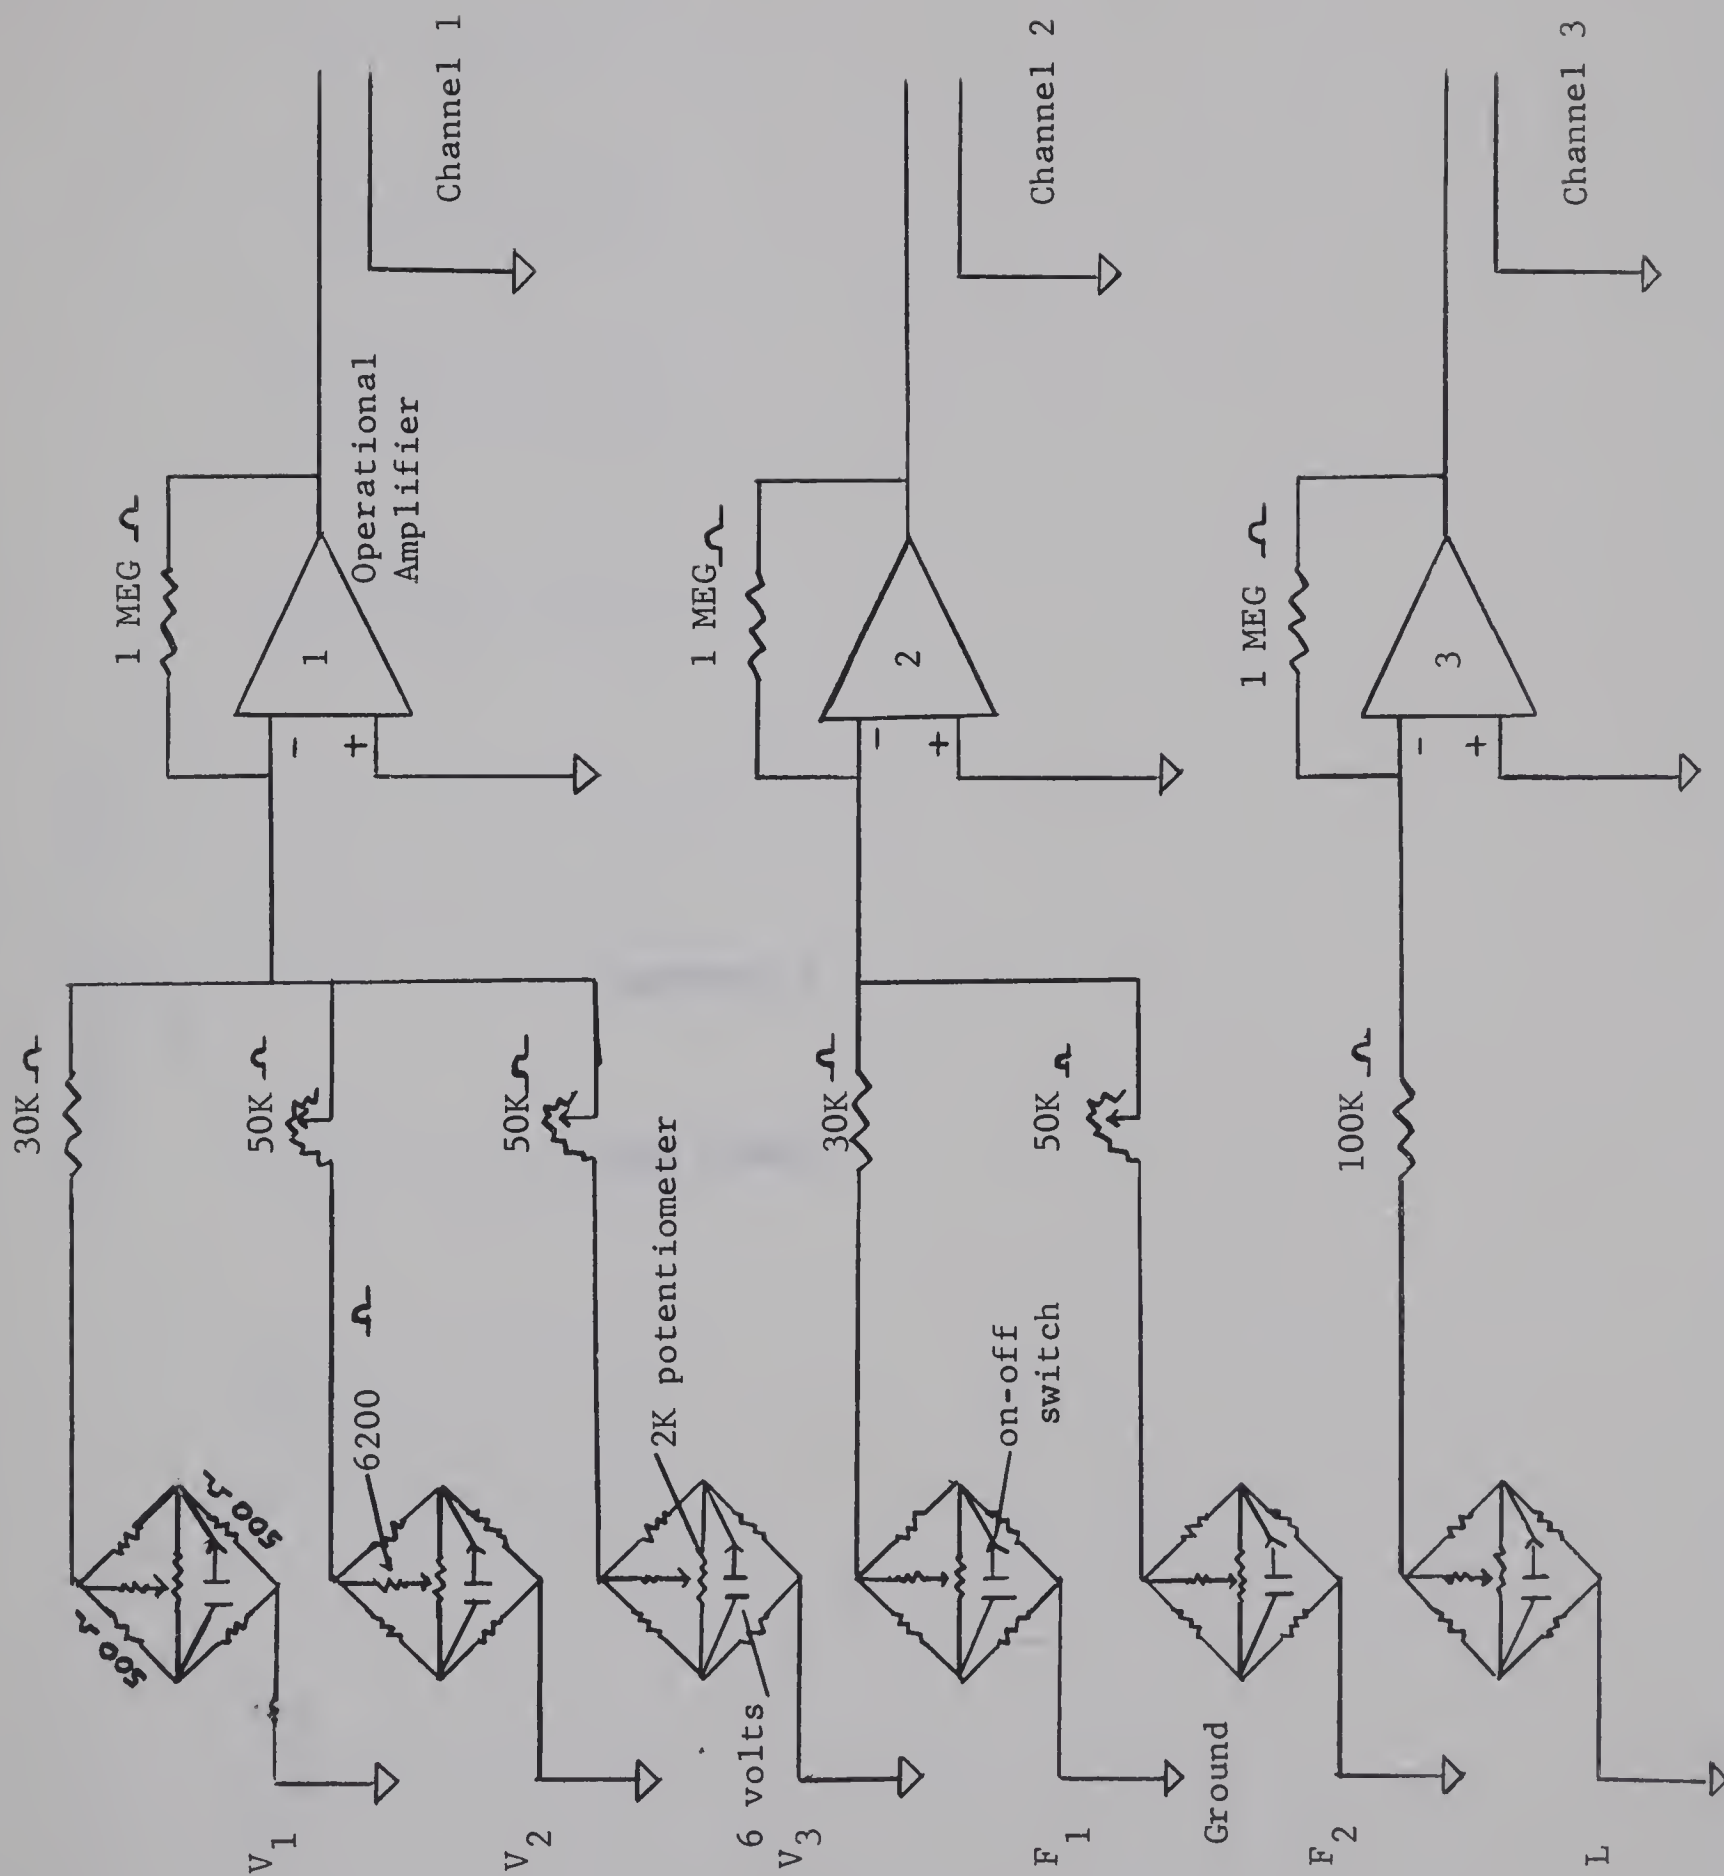 30K Ω
1 MEG Ω
Channel 1
500 Ω
500 Ω
50K Ω
1
-
+
Operational
Amplifier
V1
6200 Ω
50K Ω
V2
2K potentiometer
6 volts
V3
30K Ω
1 MEG Ω
2
-
+
Channel 2
on-off
switch
F1
50K Ω
Ground
F2
100K Ω
1 MEG Ω
3
-
+
Channel 3
L